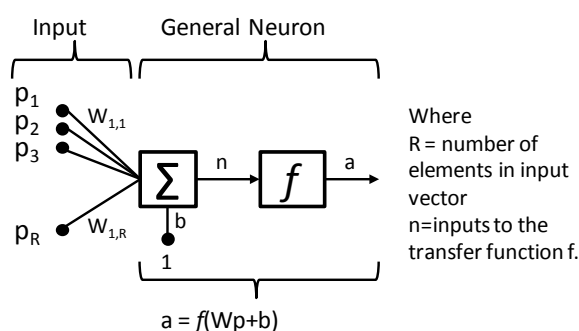 Input
General Neuron
p1
p2
p3
pR
W1,1
W1,R
Σ
n
f
a
b
1
Where
R = number of
elements in input
vector
n=inputs to the
transfer function f.
a = f(Wp+b)